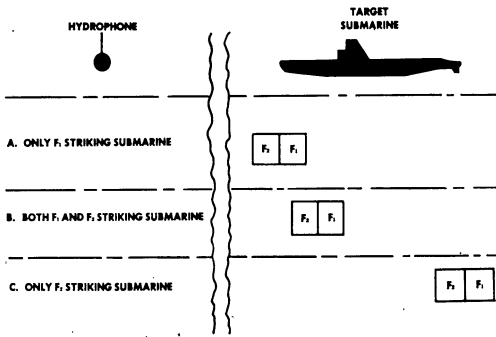 HYDROPHONE
TARGET
SUBMARINE
A. ONLY F₁ STRIKING SUBMARINE
F₂ F₁
B. BOTH F₁ AND F₂ STRIKING SUBMARINE
F₂ F₁
C. ONLY F₂ STRIKING SUBMARINE
F₂ F₁